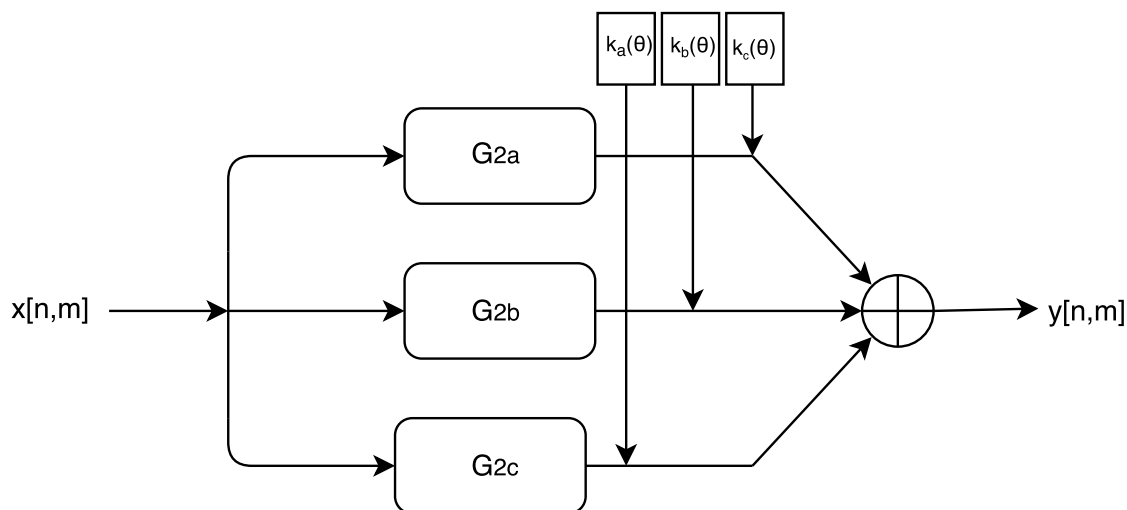 kₐ(θ) k_b(θ) k_c(θ)
G2a
x[n,m] G2b y[n,m]
G2c